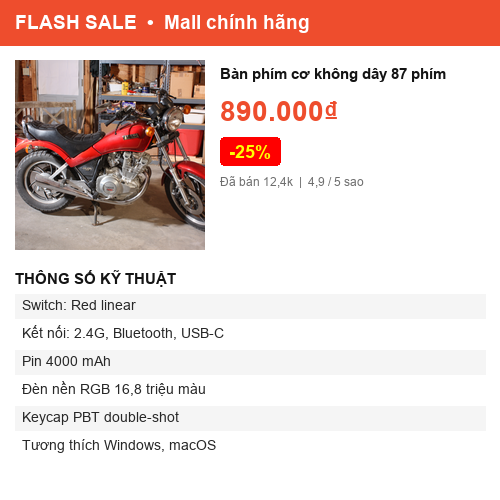 FLASH SALE • Mall chính hãng
Bàn phím cơ không dây 87 phím
890.000₫
-25%
Đã bán 12,4k | 4,9 / 5 sao
THÔNG SỐ KỸ THUẬT
Switch: Red linear
Kết nối: 2.4G, Bluetooth, USB-C
Pin 4000 mAh
Đèn nền RGB 16,8 triệu màu
Keycap PBT double-shot
Tương thích Windows, macOS